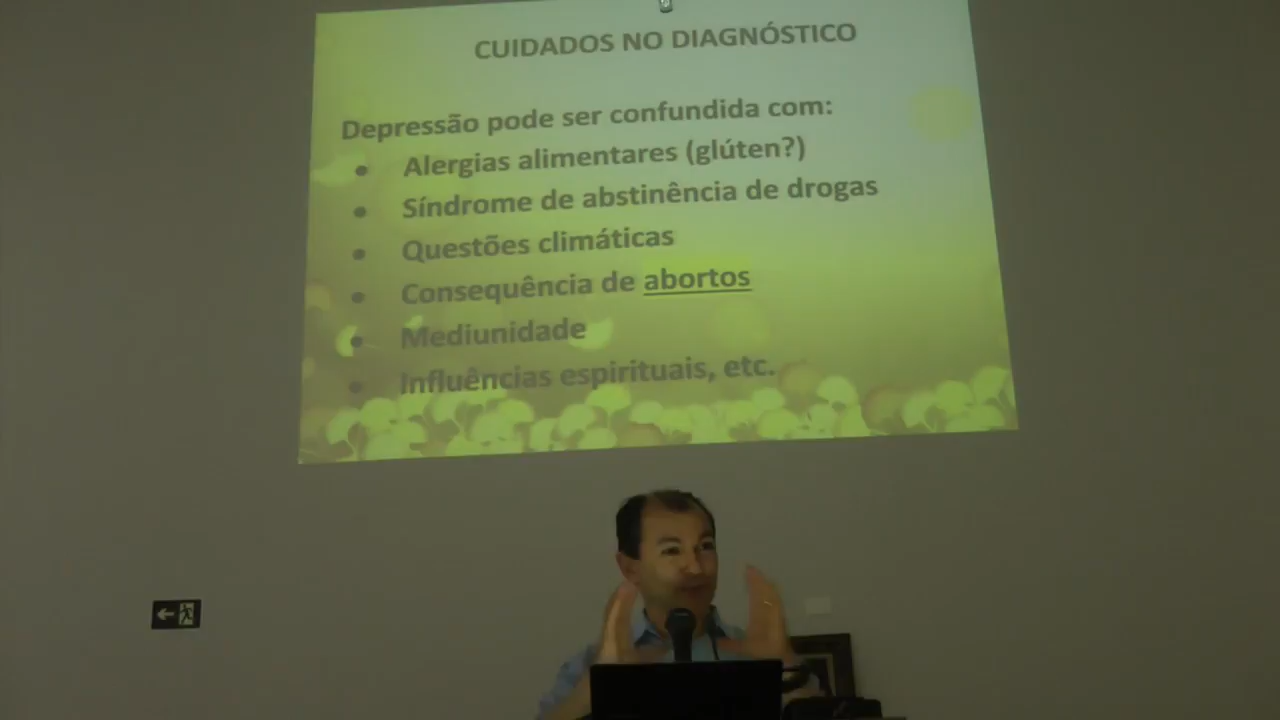 CUIDADOS NO DIAGNÓSTICO
Depressão pode ser confundida com:
• Alergias alimentares (glúten?)
• Síndrome de abstinência de drogas
• Questões climáticas
• Consequência de abortos
• Mediunidade
• Influências espirituais, etc.